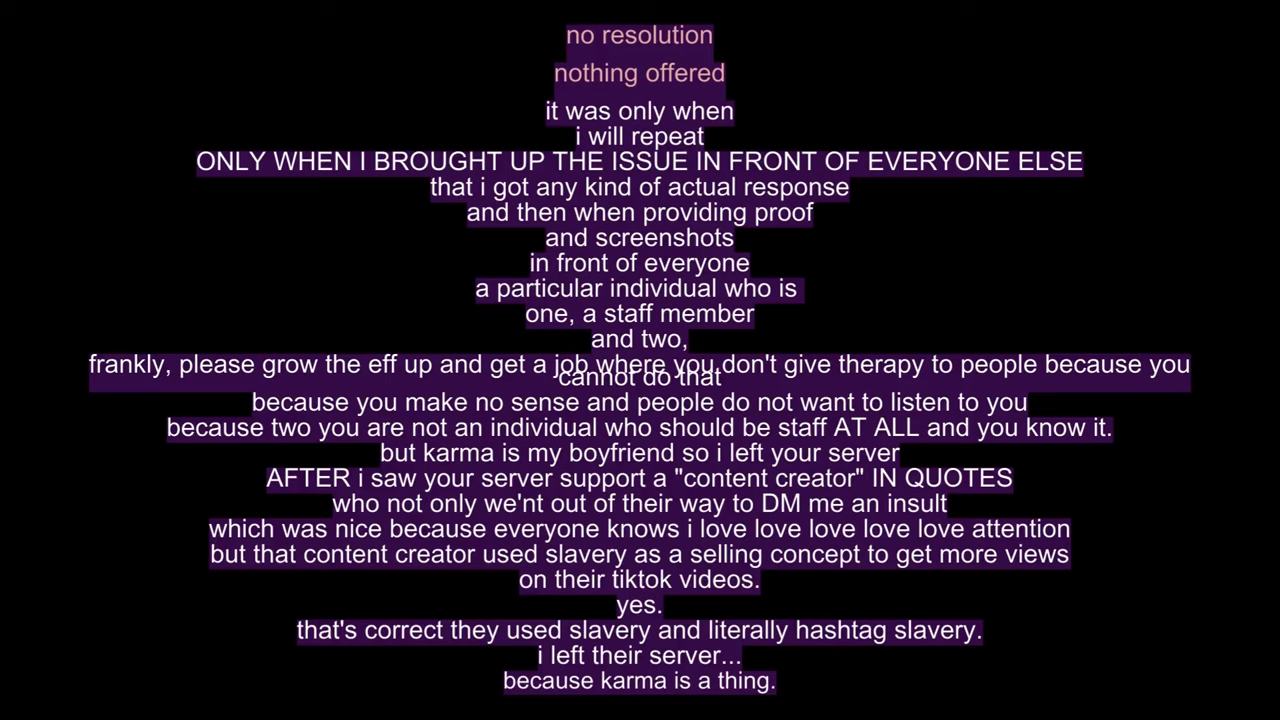 no resolution
nothing offered
it was only when
i will repeat
ONLY WHEN I BROUGHT UP THE ISSUE IN FRONT OF EVERYONE ELSE
that i got any kind of actual response
and then when providing proof
and screenshots
in front of everyone
a particular individual who is
one, a staff member
and two,
frankly, please grow the eff up and get a job where you don't give therapy to people because you
cannot do that
because you make no sense and people do not want to listen to you
because two you are not an individual who should be staff AT ALL and you know it.
but karma is my boyfriend so i left your server
AFTER i saw your server support a "content creator" IN QUOTES
who not only we'nt out of their way to DM me an insult
which was nice because everyone knows i love love love love love attention
but that content creator used slavery as a selling concept to get more views
on their tiktok videos.
yes.
that's correct they used slavery and literally hashtag slavery.
i left their server...
because karma is a thing.